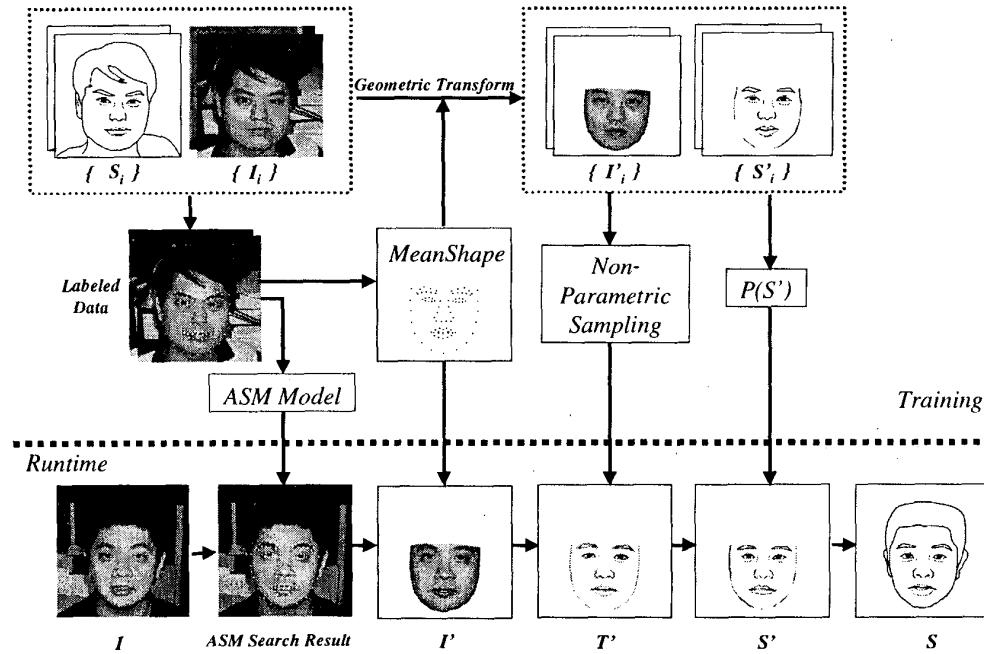 Geometric Transform
{ S_i } { I_i } { I'_i } { S'_i }
Labeled
Data
MeanShape
Non-
Parametric
Sampling
P(S')
ASM Model
Training
Runtime
I ASM Search Result I' T' S' S